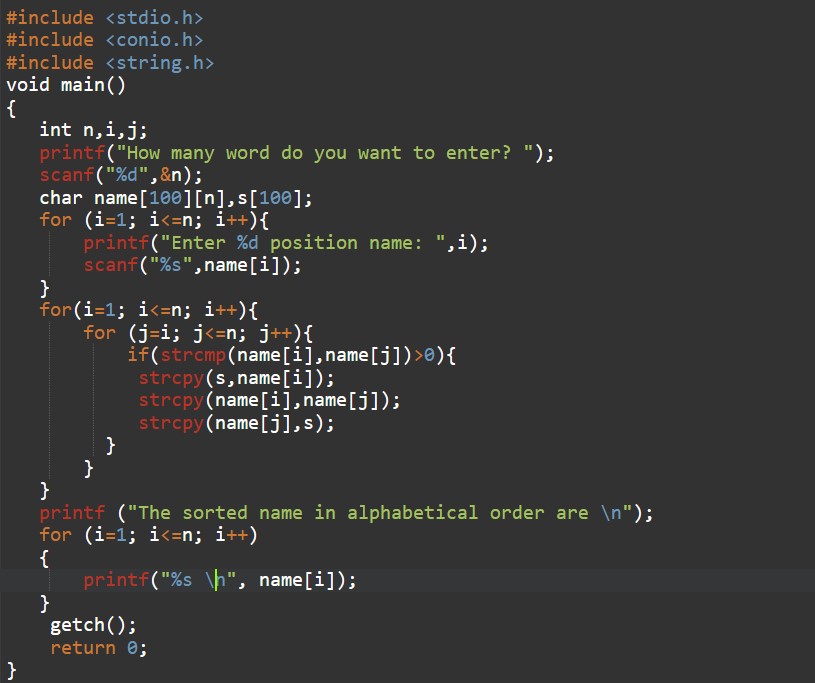 #include <stdio.h>
#include <conio.h>
#include <string.h>
void main()
{
   int n,i,j;
   printf("How many word do you want to enter? ");
   scanf("%d",&n);
   char name[100][n],s[100];
   for (i=1; i<=n; i++){
       printf("Enter %d position name: ",i);
       scanf("%s",name[i]);
   }
   for(i=1; i<=n; i++){
       for (j=i; j<=n; j++){
           if(strcmp(name[i],name[j])>0){
            strcpy(s,name[i]);
            strcpy(name[i],name[j]);
            strcpy(name[j],s);
         }
       }
   }
   printf ("The sorted name in alphabetical order are \n");
   for (i=1; i<=n; i++)
   {
       printf("%s \n", name[i]);
   }
    getch();
    return 0;
}